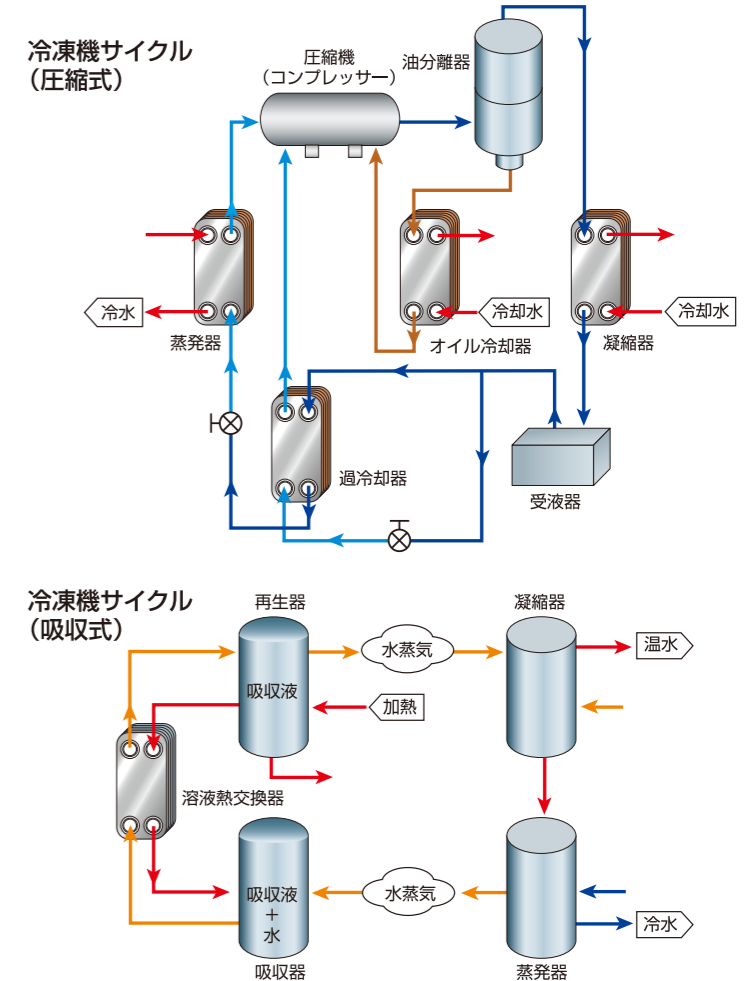 冷凍機サイクル
（圧縮式）
圧縮機
（コンプレッサー）
油分離器
冷水
蒸発器
冷却水
オイル冷却器
冷却水
凝縮器
過冷却器
受液器
冷凍機サイクル
（吸収式）
再生器
凝縮器
水蒸気
温水
吸収液
加熱
溶液熱交換器
吸収液
＋
水
水蒸気
冷水
吸収器
蒸発器